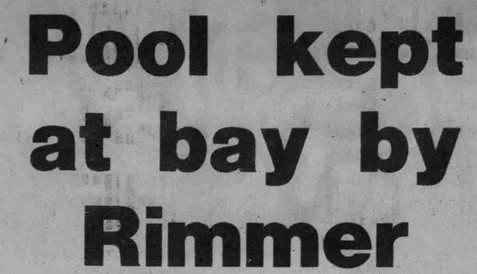 Pool kept
at bay by
Rimmer